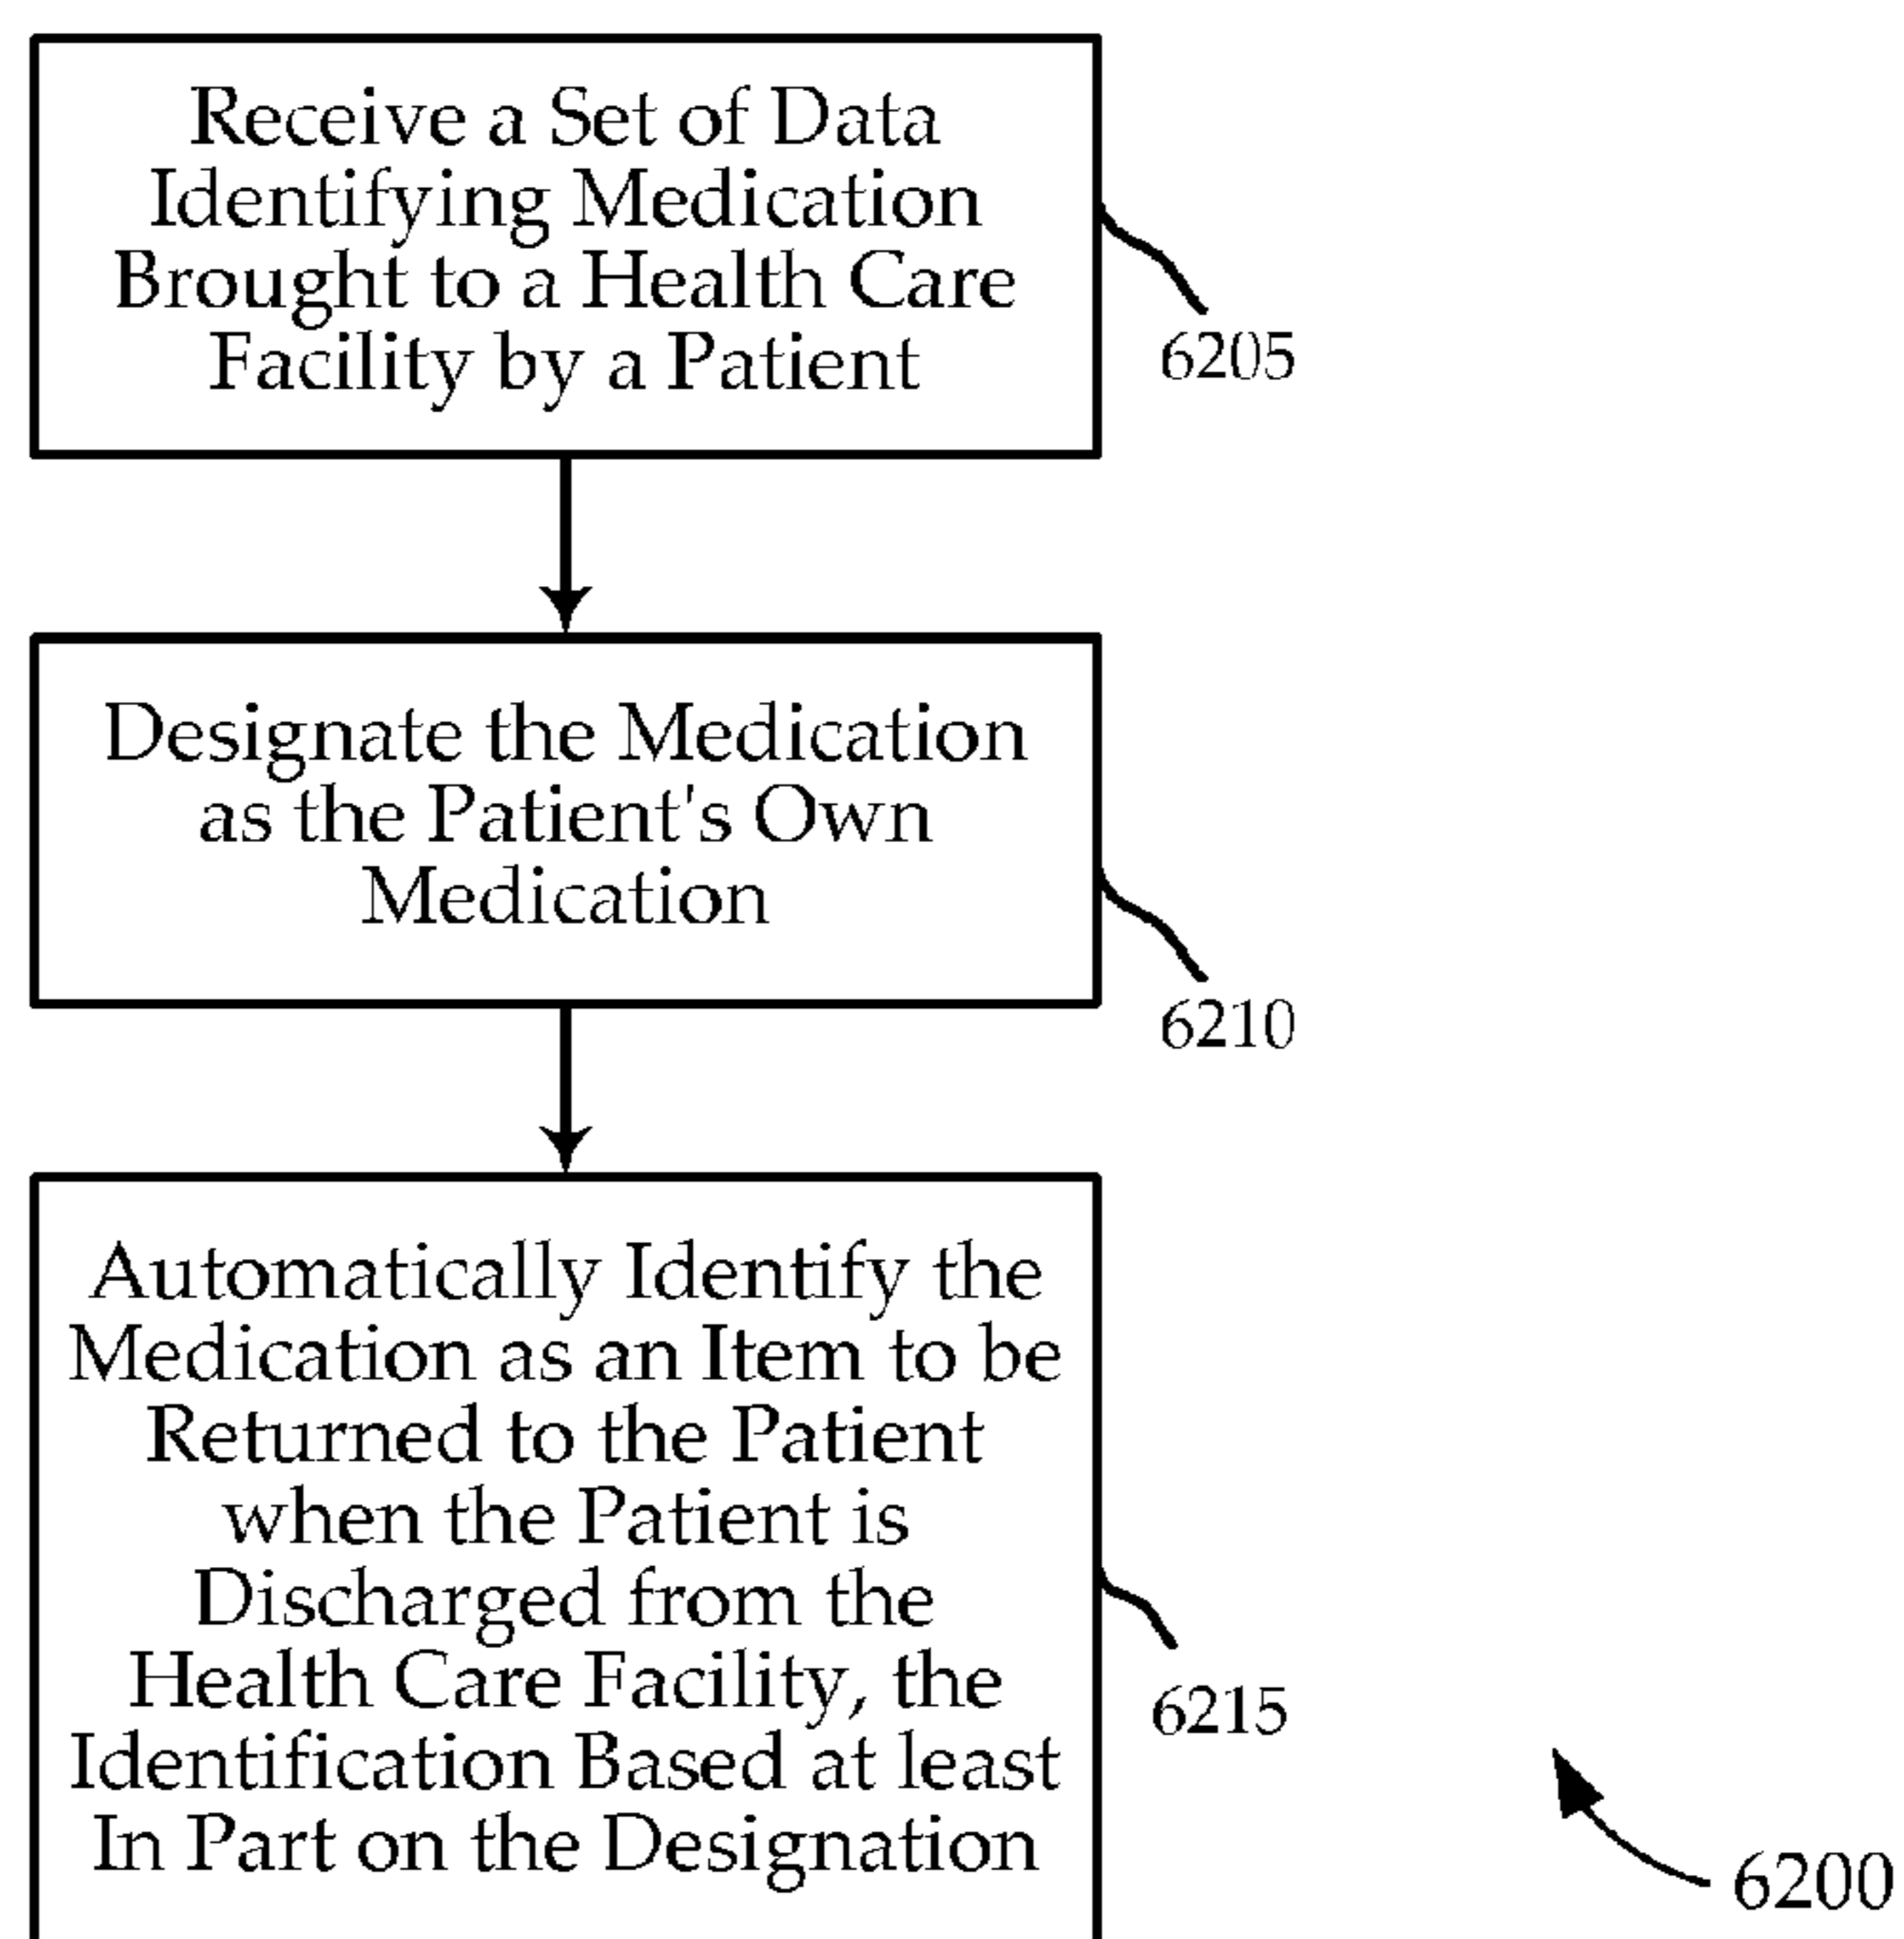 Receive a Set of Data
Identifying Medication
Brought to a Health Care
Facility by a Patient
6205
Designate the Medication
as the Patient's Own
Medication
6210
Automatically Identify the
Medication as an Item to be
Returned to the Patient
when the Patient is
Discharged from the
Health Care Facility, the
Identification Based at least
In Part on the Designation
6215
6200